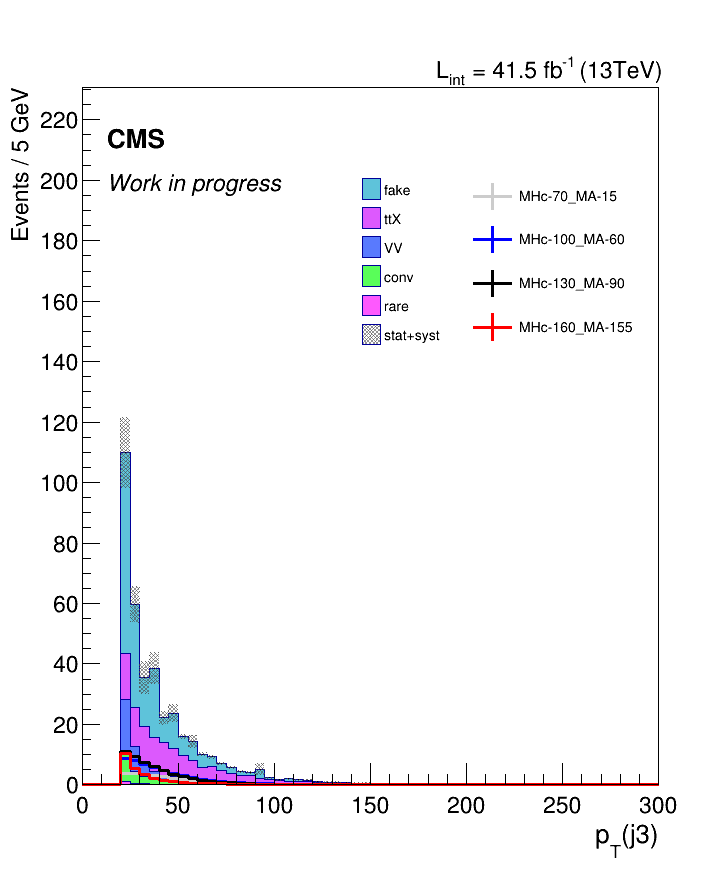 L_int = 41.5 fb^-1 (13TeV)
Events / 5 GeV
CMS
Work in progress
fake
ttX
VV
conv
rare
stat+syst
MHc-70_MA-15
MHc-100_MA-60
MHc-130_MA-90
MHc-160_MA-155
220
200
180
160
140
120
100
80
60
40
20
0
0 50 100 150 200 250 300
p_T(j3)